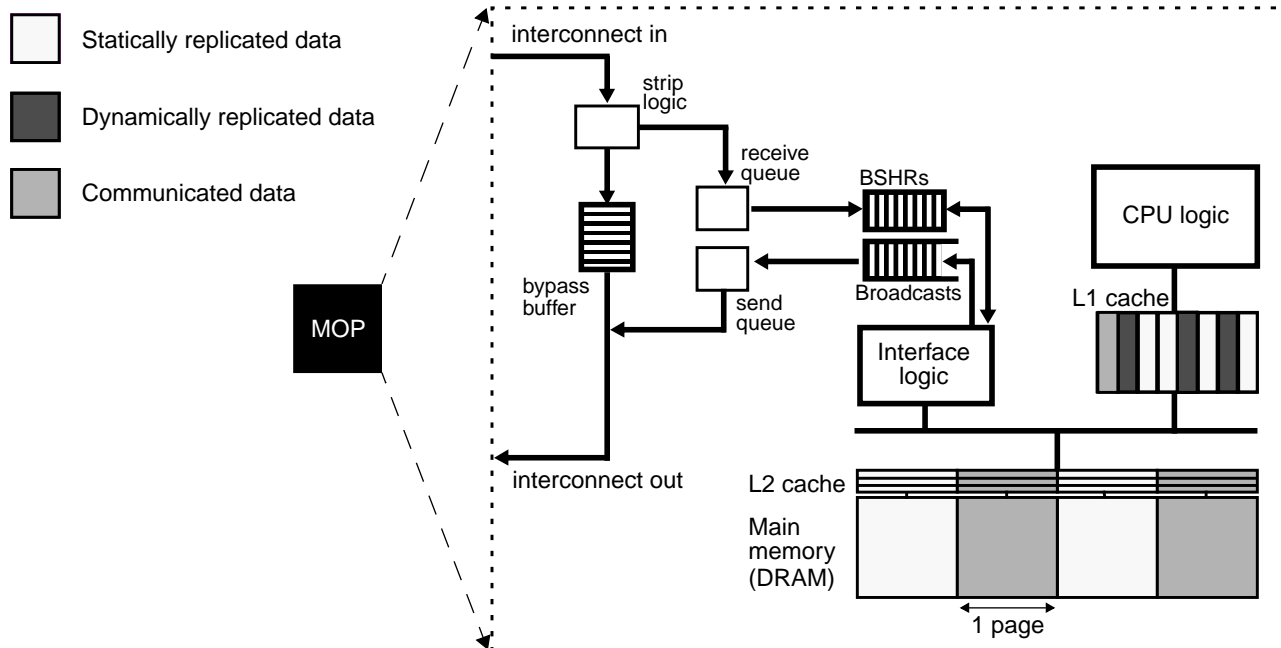 Statically replicated data
Dynamically replicated data
Communicated data
MOP
interconnect in
strip
logic
receive
queue
BSHRs
CPU logic
bypass
buffer
send
queue
Broadcasts
L1 cache
Interface
logic
interconnect out
L2 cache
Main
memory
(DRAM)
1 page